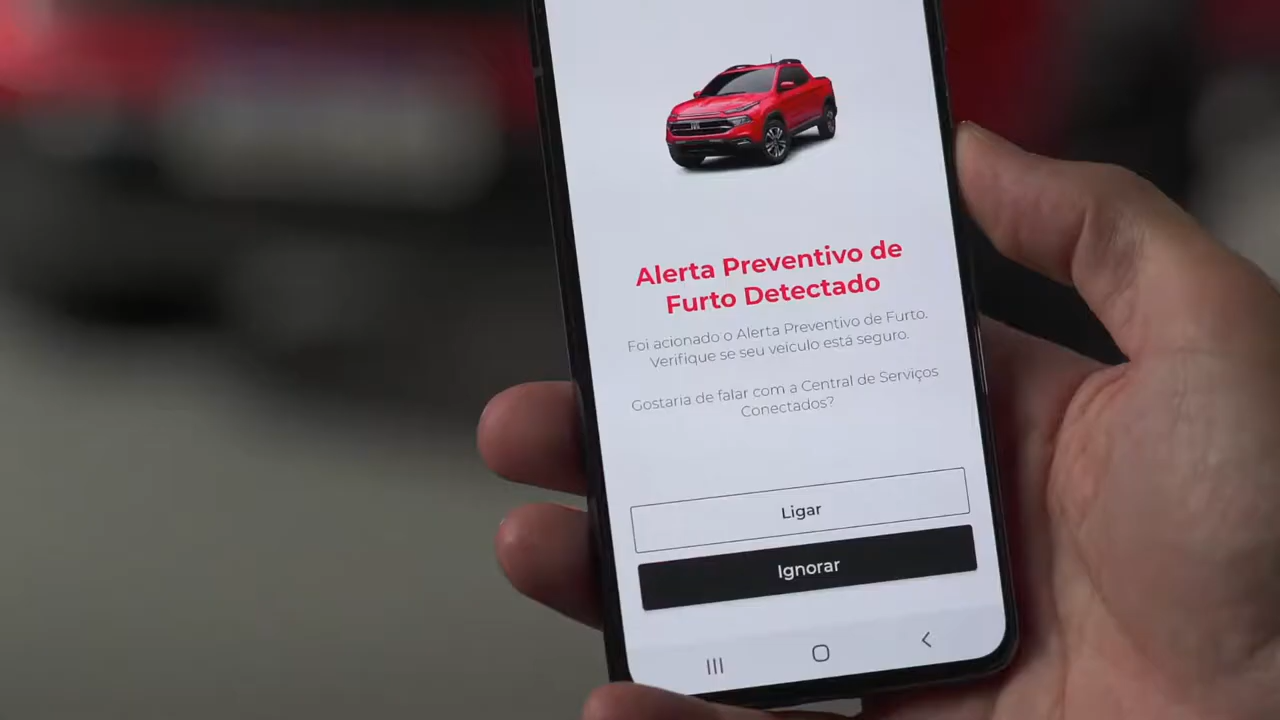 Alerta Preventivo de
Furto Detectado
Foi acionado o Alerta Preventivo de Furto.
Verifique se seu veículo está seguro.
Gostaria de falar com a Central de Serviços
Conectados?
Ligar
Ignorar